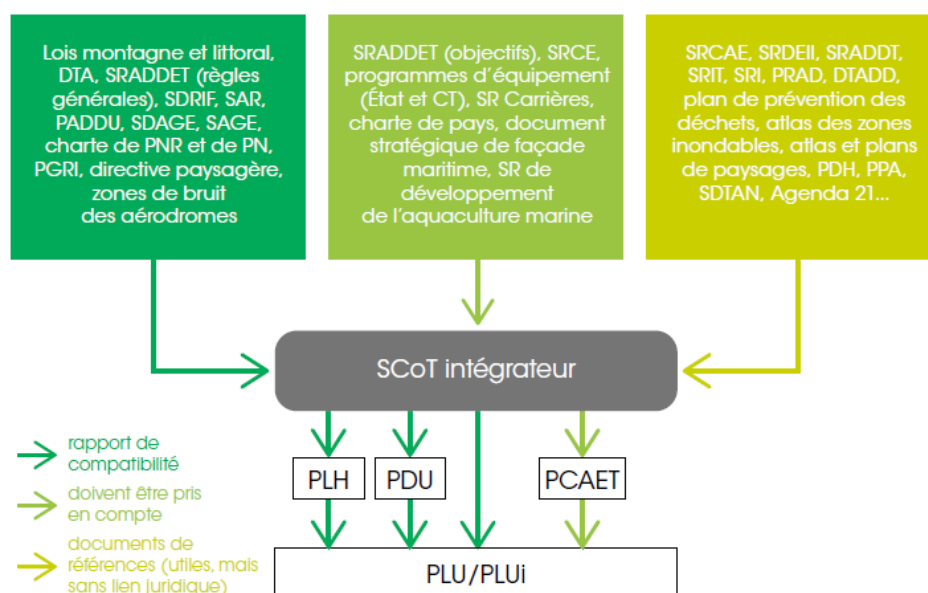 Lois montagne et littoral,
DTA, SRADDET (règles
générales), SDRIF, SAR,
PADDU, SDAGE, SAGE,
charte de PNR et de PN,
PGRI, directive paysagère,
zones de bruit
des aérodromes
SRADDET (objectifs), SRCE,
programmes d'équipement
(État et CT), SR Carrières,
charte de pays, document
stratégique de façade
maritime, SR de
développement
de l'aquaculture marine
SRCAE, SRDEII, SRADDT,
SRIT, SRI, PRAD, DTADD,
plan de prévention des
déchets, atlas des zones
inondables, atlas et plans
de paysages, PDH, PPA,
SDTAN, Agenda 21...
SCoT intégrateur
rapport de
compatibilité
doivent être pris
en compte
documents de
références (utiles, mais
sans lien juridique)
PLH
PDU
PCAET
PLU/PLUi